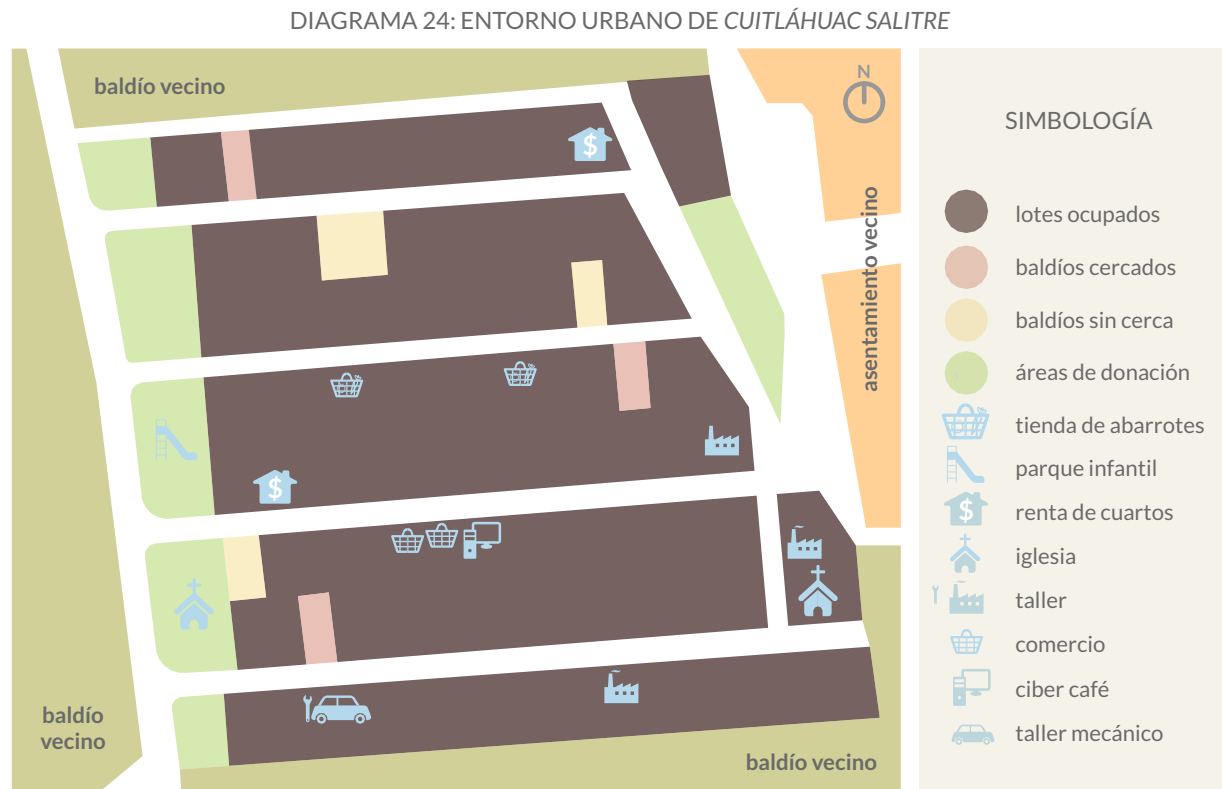 DIAGRAMA 24: ENTORNO URBANO DE CUITLÁHUAC SALITRE
baldío vecino
N
asentamiento vecino
$
$
baldío
vecino
baldío vecino
SIMBOLOGÍA
lotes ocupados
baldíos cercados
baldíos sin cerca
áreas de donación
tienda de abarrotes
parque infantil
$
renta de cuartos
iglesia
taller
comercio
ciber café
taller mecánico